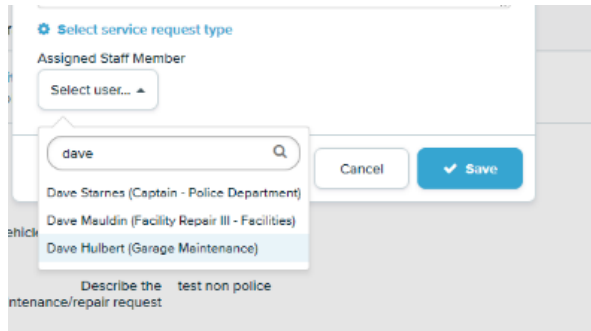 Select service request type
Assigned Staff Member
Select user...
dave
Cancel
Save
Dave Starnes (Captain - Police Department)
Dave Mauldin (Facility Repair III - Facilities)
Dave Hulbert (Garage Maintenance)
Describe the test non police
ntenance/repair request